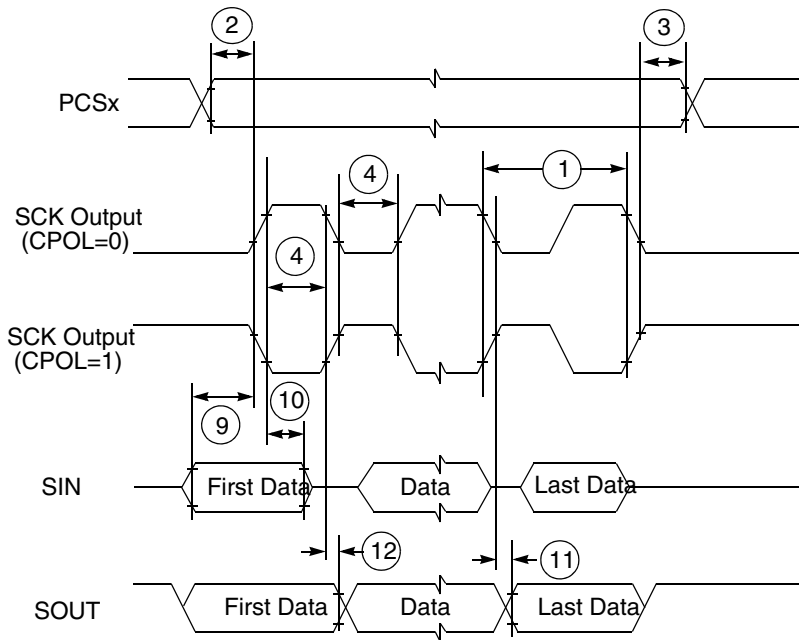 2
3
PCSx
4
1
SCK Output
(CPOL=0)
4
SCK Output
(CPOL=1)
9
10
SIN
First Data
Data
Last Data
12
11
SOUT
First Data
Data
Last Data